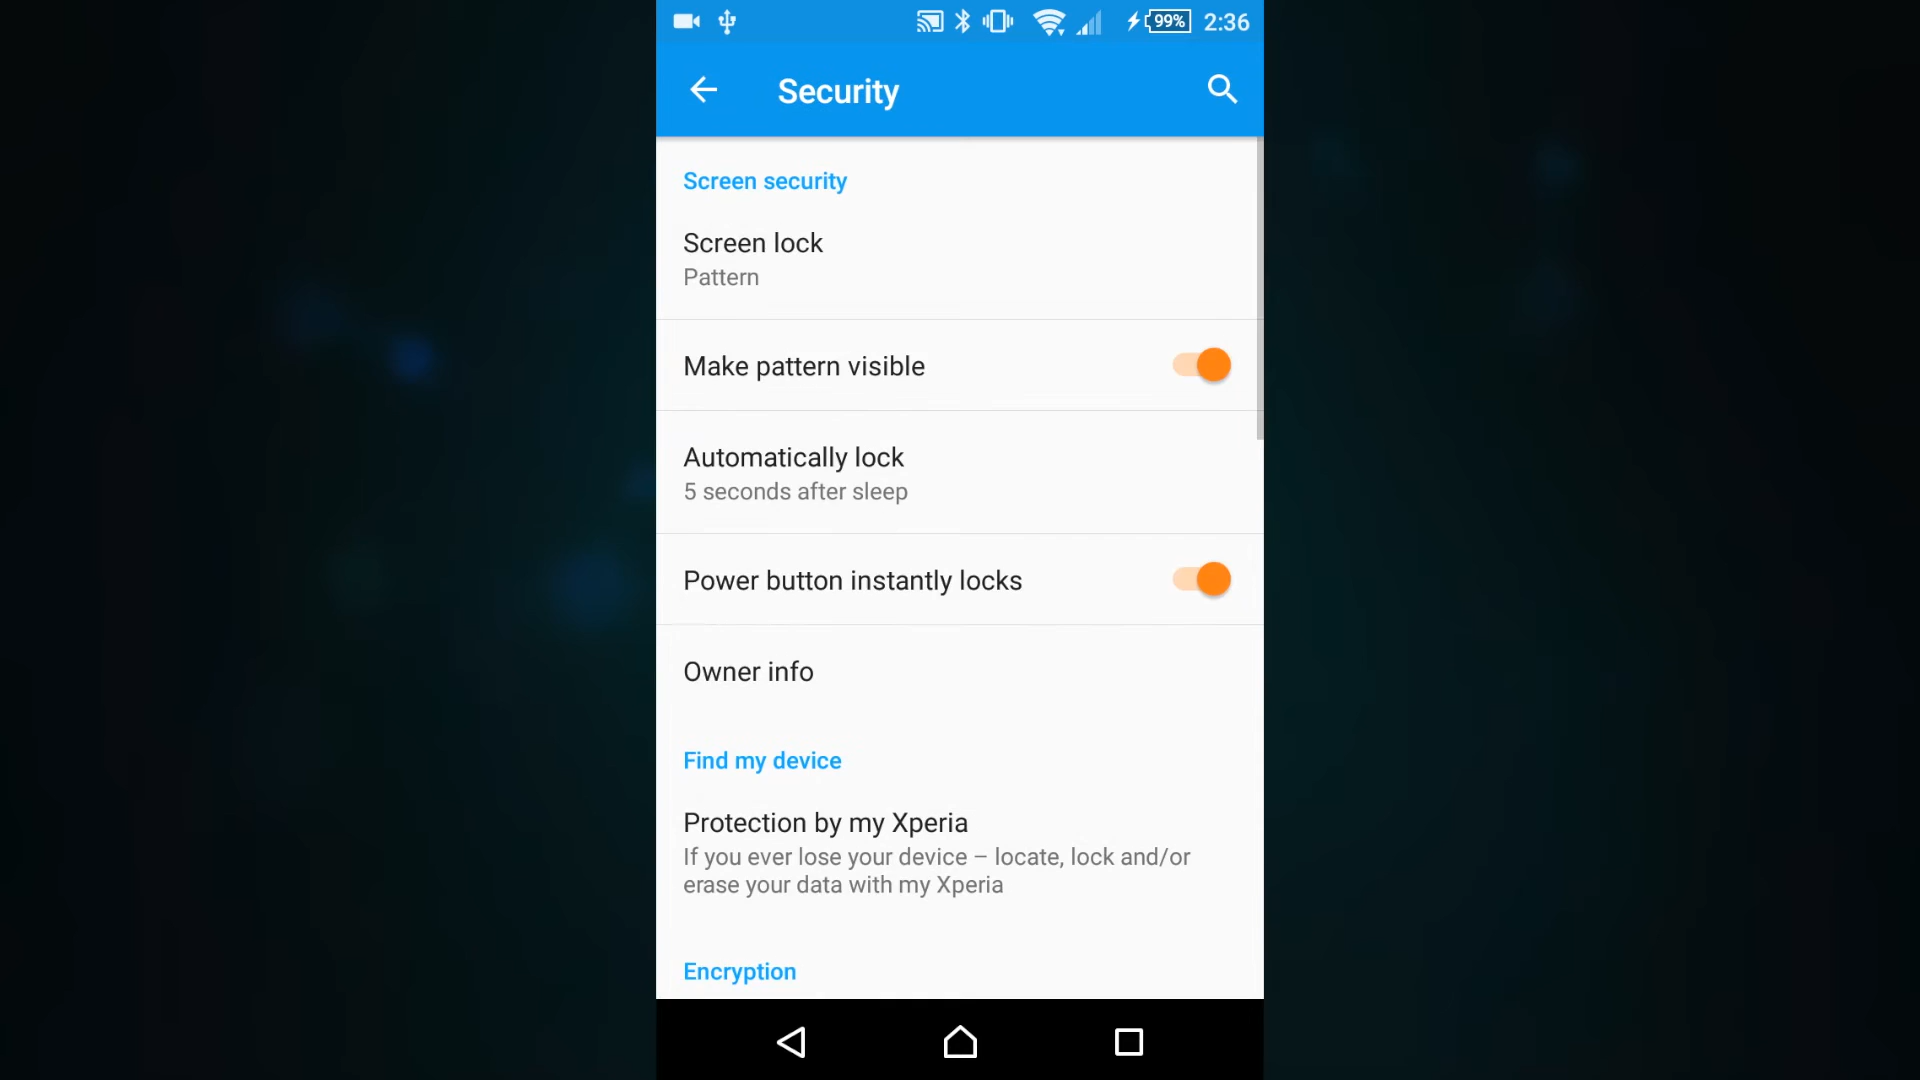 99% 2:36
Security
Screen security
Screen lock
Pattern
Make pattern visible
Automatically lock
5 seconds after sleep
Power button instantly locks
Owner info
Find my device
Protection by my Xperia
If you ever lose your device – locate, lock and/or
erase your data with my Xperia
Encryption